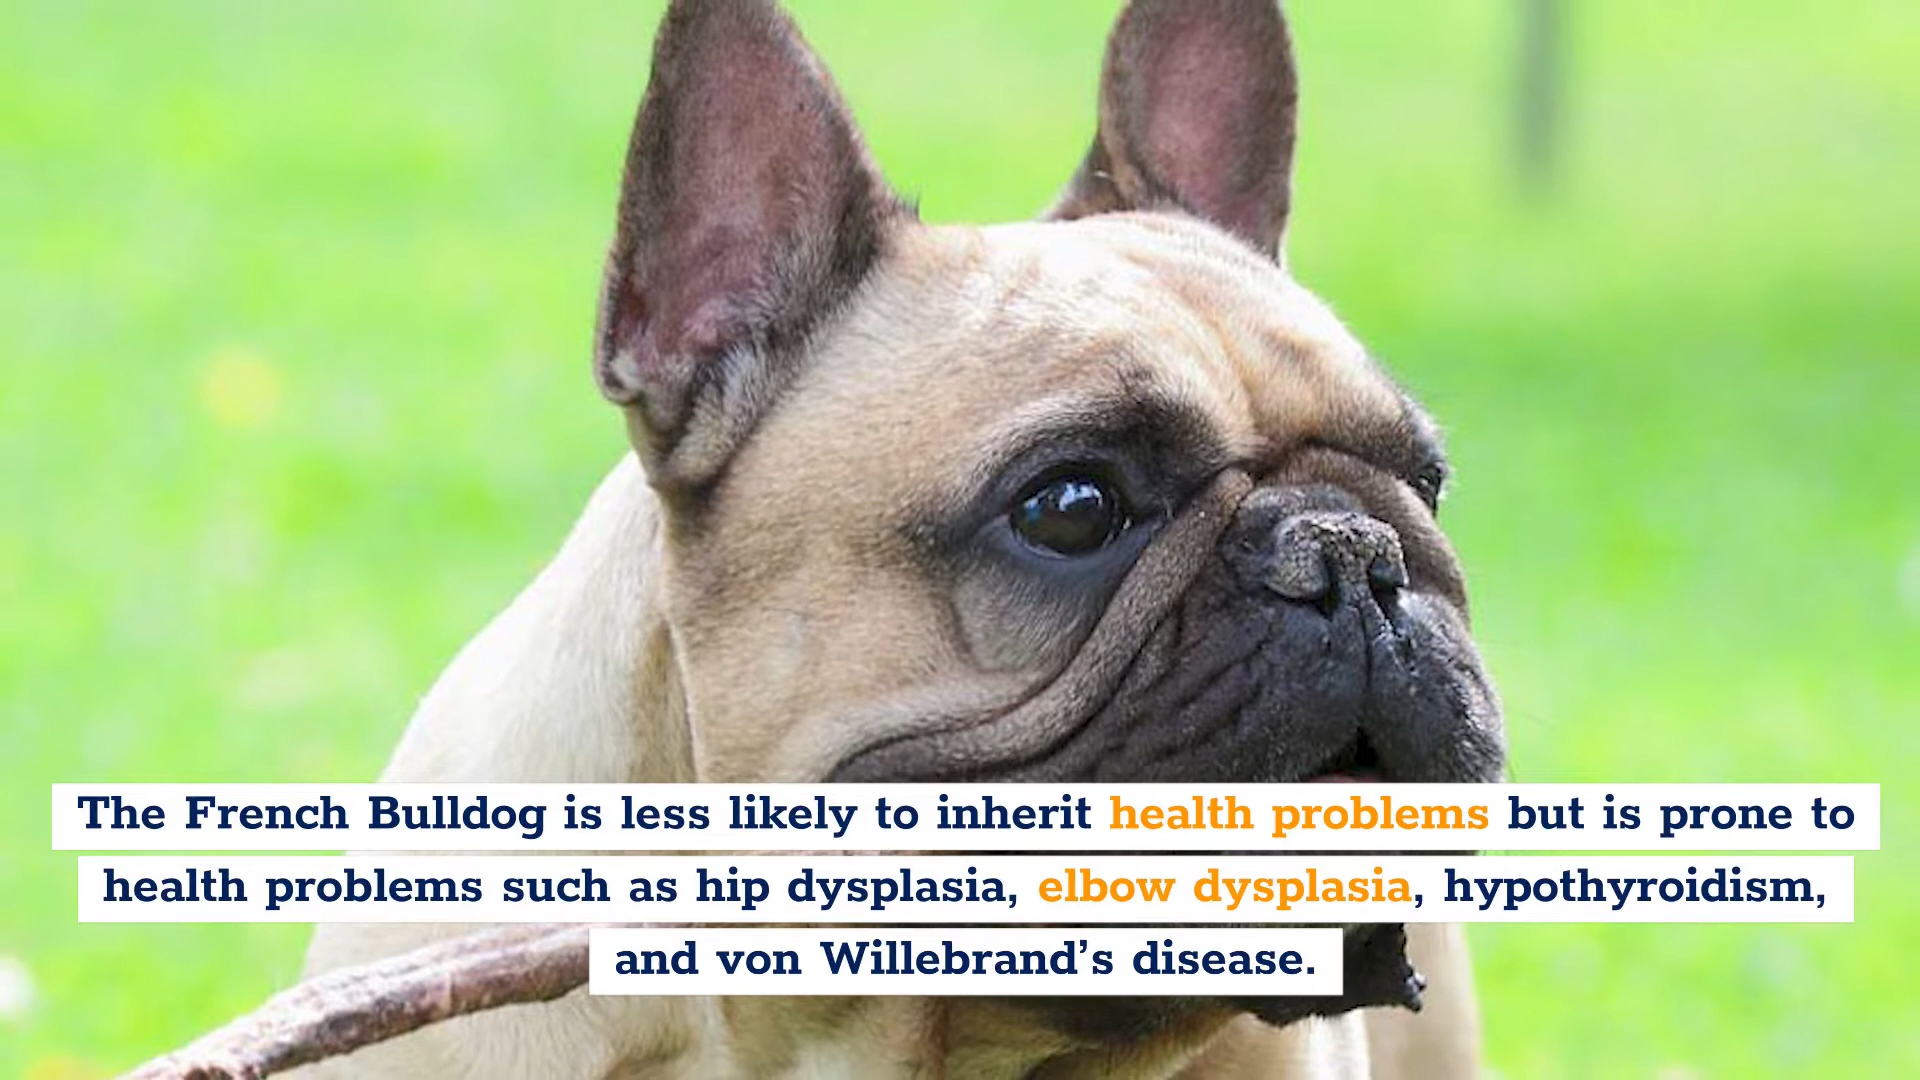 The French Bulldog is less likely to inherit health problems but is prone to
health problems such as hip dysplasia, elbow dysplasia, hypothyroidism,
and von Willebrand’s disease.